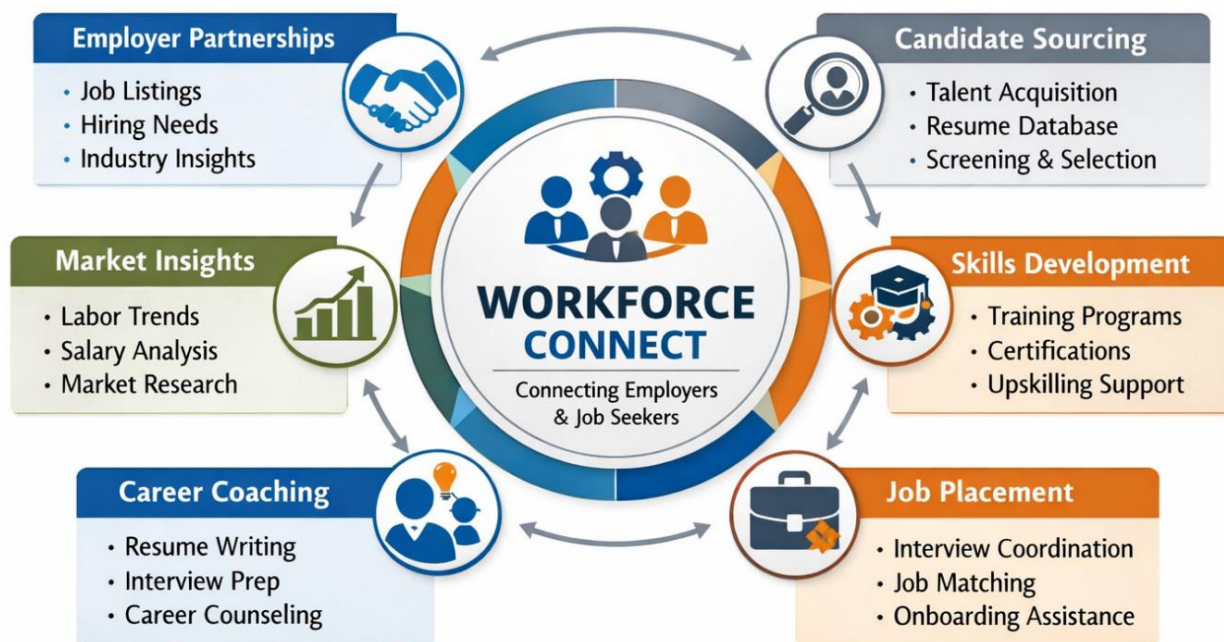 Employer Partnerships
• Job Listings
• Hiring Needs
• Industry Insights
Candidate Sourcing
• Talent Acquisition
• Resume Database
• Screening & Selection
Market Insights
• Labor Trends
• Salary Analysis
• Market Research
WORKFORCE
CONNECT
Connecting Employers
& Job Seekers
Skills Development
• Training Programs
• Certifications
• Upskilling Support
Career Coaching
• Resume Writing
• Interview Prep
• Career Counseling
Job Placement
• Interview Coordination
• Job Matching
• Onboarding Assistance